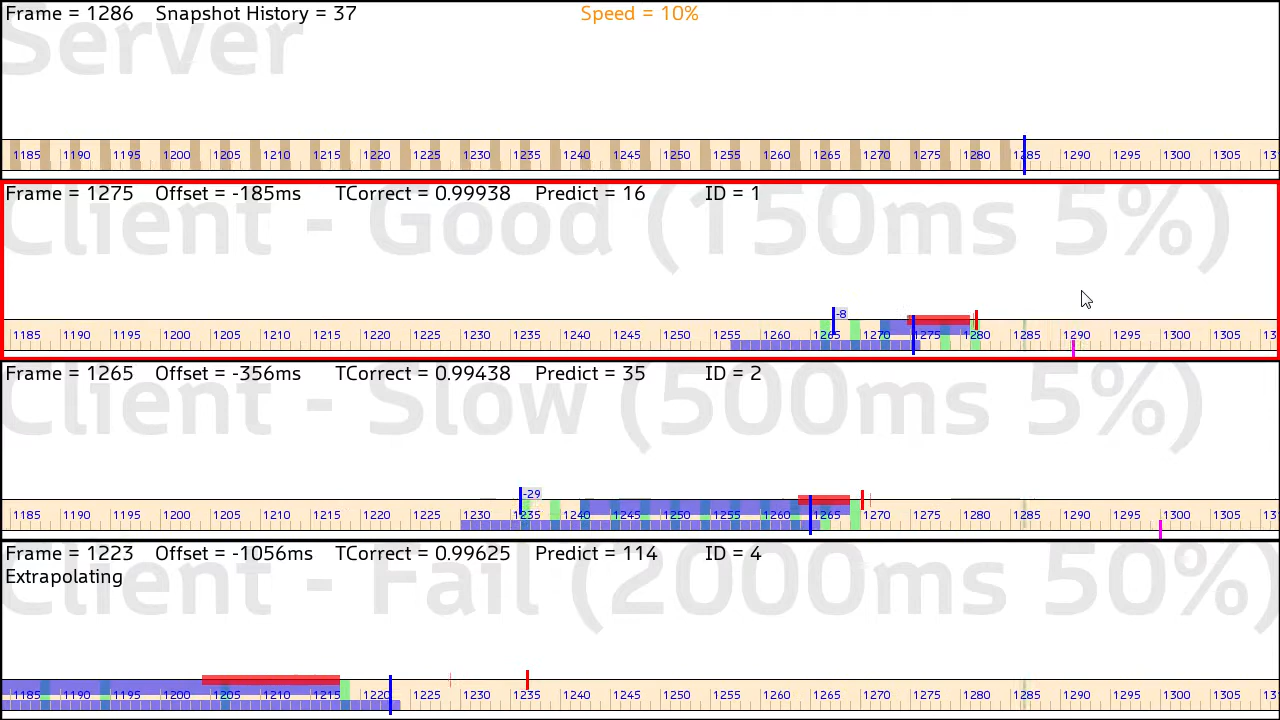 Frame = 1286 Snapshot History = 37 Speed = 10%
Server
1185 1190 1195 1200 1205 1210 1215 1220 1225 1230 1235 1240 1245 1250 1255 1260 1265 1270 1275 1280 1285 1290 1295 1300 1305
Frame = 1275 Offset = -185ms TCorrect = 0.99938 Predict = 16 ID = 1
Client - Good (150ms 5%)
-8
1185 1190 1195 1200 1205 1210 1215 1220 1225 1230 1235 1240 1245 1250 1255 1260 1265 1270 1275 1280 1285 1290 1295 1300 1305
Frame = 1265 Offset = -356ms TCorrect = 0.99438 Predict = 35 ID = 2
Client - Slow (500ms 5%)
-29
1185 1190 1195 1200 1205 1210 1215 1220 1225 1230 1235 1240 1245 1250 1255 1260 1265 1270 1275 1280 1285 1290 1295 1300 1305
Frame = 1223 Offset = -1056ms TCorrect = 0.99625 Predict = 114 ID = 4
Extrapolating
Client - Fail (2000ms 50%)
1185 1190 1195 1200 1205 1210 1215 1220 1225 1230 1235 1240 1245 1250 1255 1260 1265 1270 1275 1280 1285 1290 1295 1300 1305